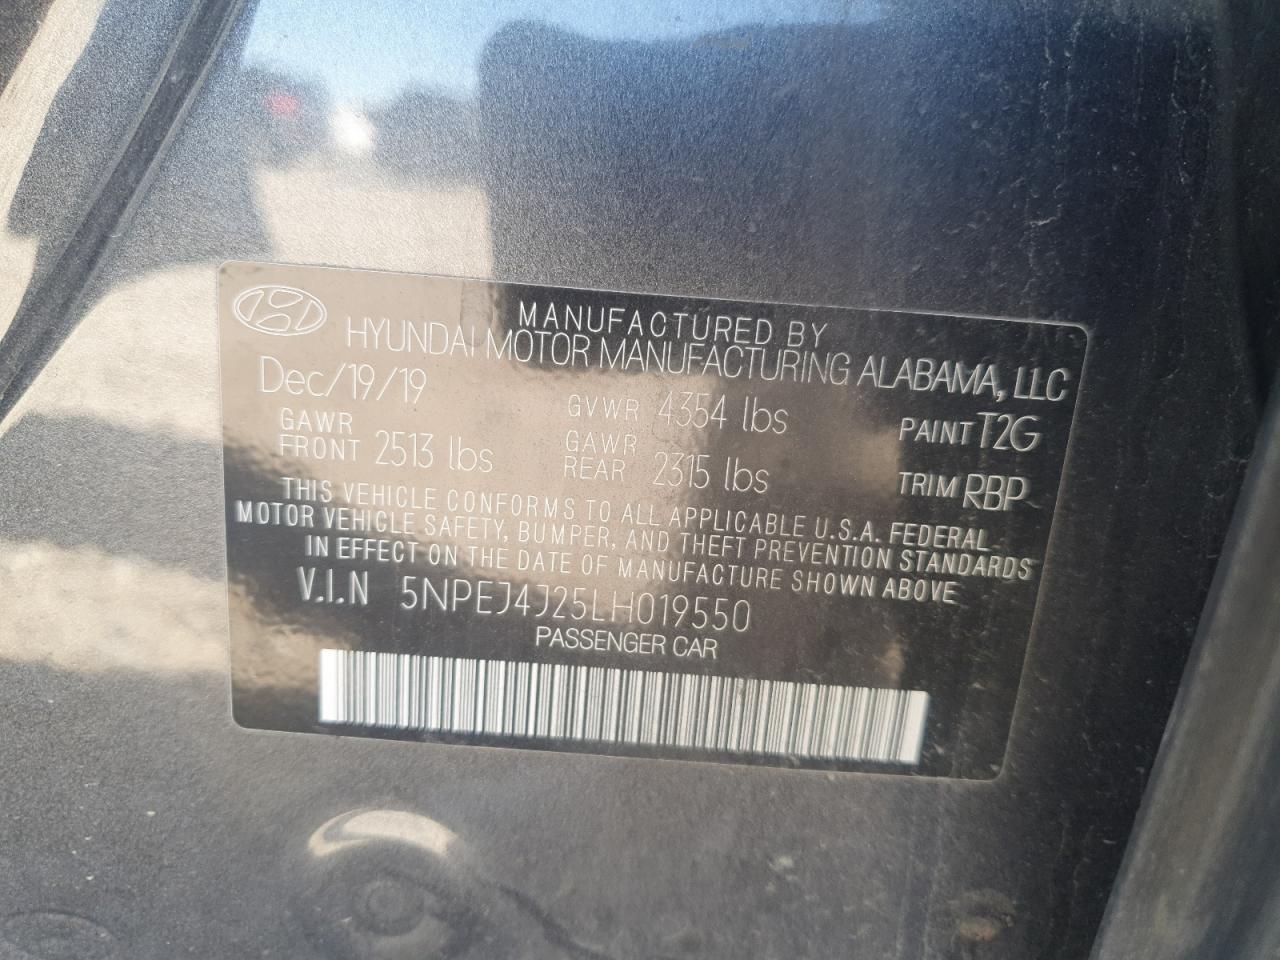 MANUFACTURED BY
HYUNDAI MOTOR MANUFACTURING ALABAMA, LLC
Dec/19/19 GVWR 4354 lbs PAINT T2G
GAWR FRONT 2513 lbs GAWR REAR 2315 lbs TRIM RBP
THIS VEHICLE CONFORMS TO ALL APPLICABLE U.S.A. FEDERAL
MOTOR VEHICLE SAFETY, BUMPER, AND THEFT PREVENTION STANDARDS
IN EFFECT ON THE DATE OF MANUFACTURE SHOWN ABOVE
V.I.N 5NPEJ4J25LH019550
PASSENGER CAR